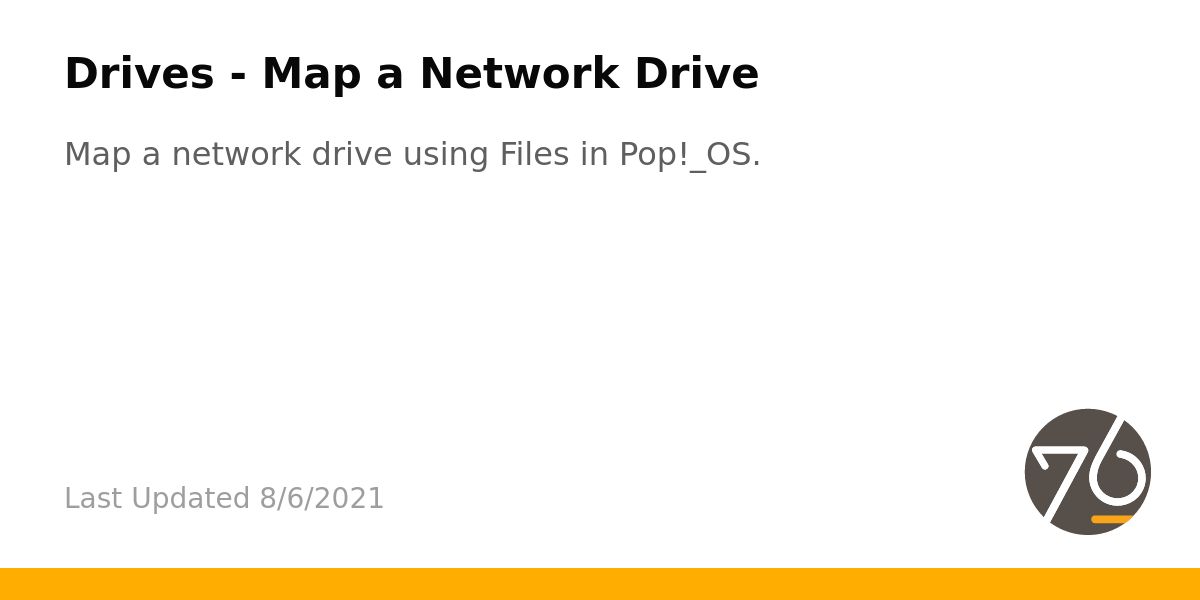 Drives - Map a Network Drive
Map a network drive using Files in Pop!_OS.
Last Updated 8/6/2021
76